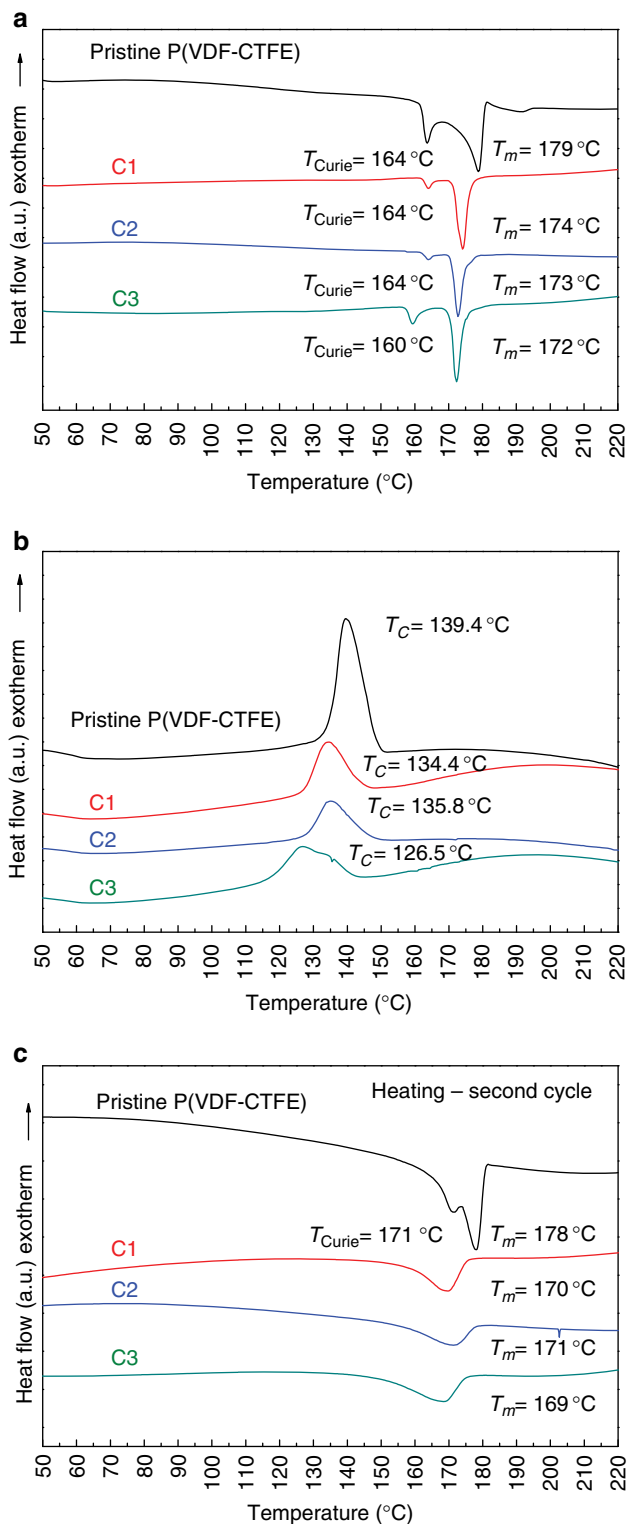 a
Heat flow (a.u.) exotherm
Pristine P(VDF-CTFE)
T_Curie= 164 °C
T_m= 179 °C
C1
T_Curie= 164 °C
T_m= 174 °C
C2
T_Curie= 164 °C
T_m= 173 °C
C3
T_Curie= 160 °C
T_m= 172 °C
50 60 70 80 90 100 110 120 130 140 150 160 170 180 190 200 210 220
Temperature (°C)
b
Heat flow (a.u.) exotherm
T_C= 139.4 °C
Pristine P(VDF-CTFE)
T_C= 134.4 °C
C1
T_C= 135.8 °C
C2
T_C= 126.5 °C
C3
50 60 70 80 90 100 110 120 130 140 150 160 170 180 190 200 210 220
Temperature (°C)
c
Heat flow (a.u.) exotherm
Heating – second cycle
Pristine P(VDF-CTFE)
T_Curie= 171 °C
T_m= 178 °C
C1
T_m= 170 °C
C2
T_m= 171 °C
C3
T_m= 169 °C
50 60 70 80 90 100 110 120 130 140 150 160 170 180 190 200 210 220
Temperature (°C)